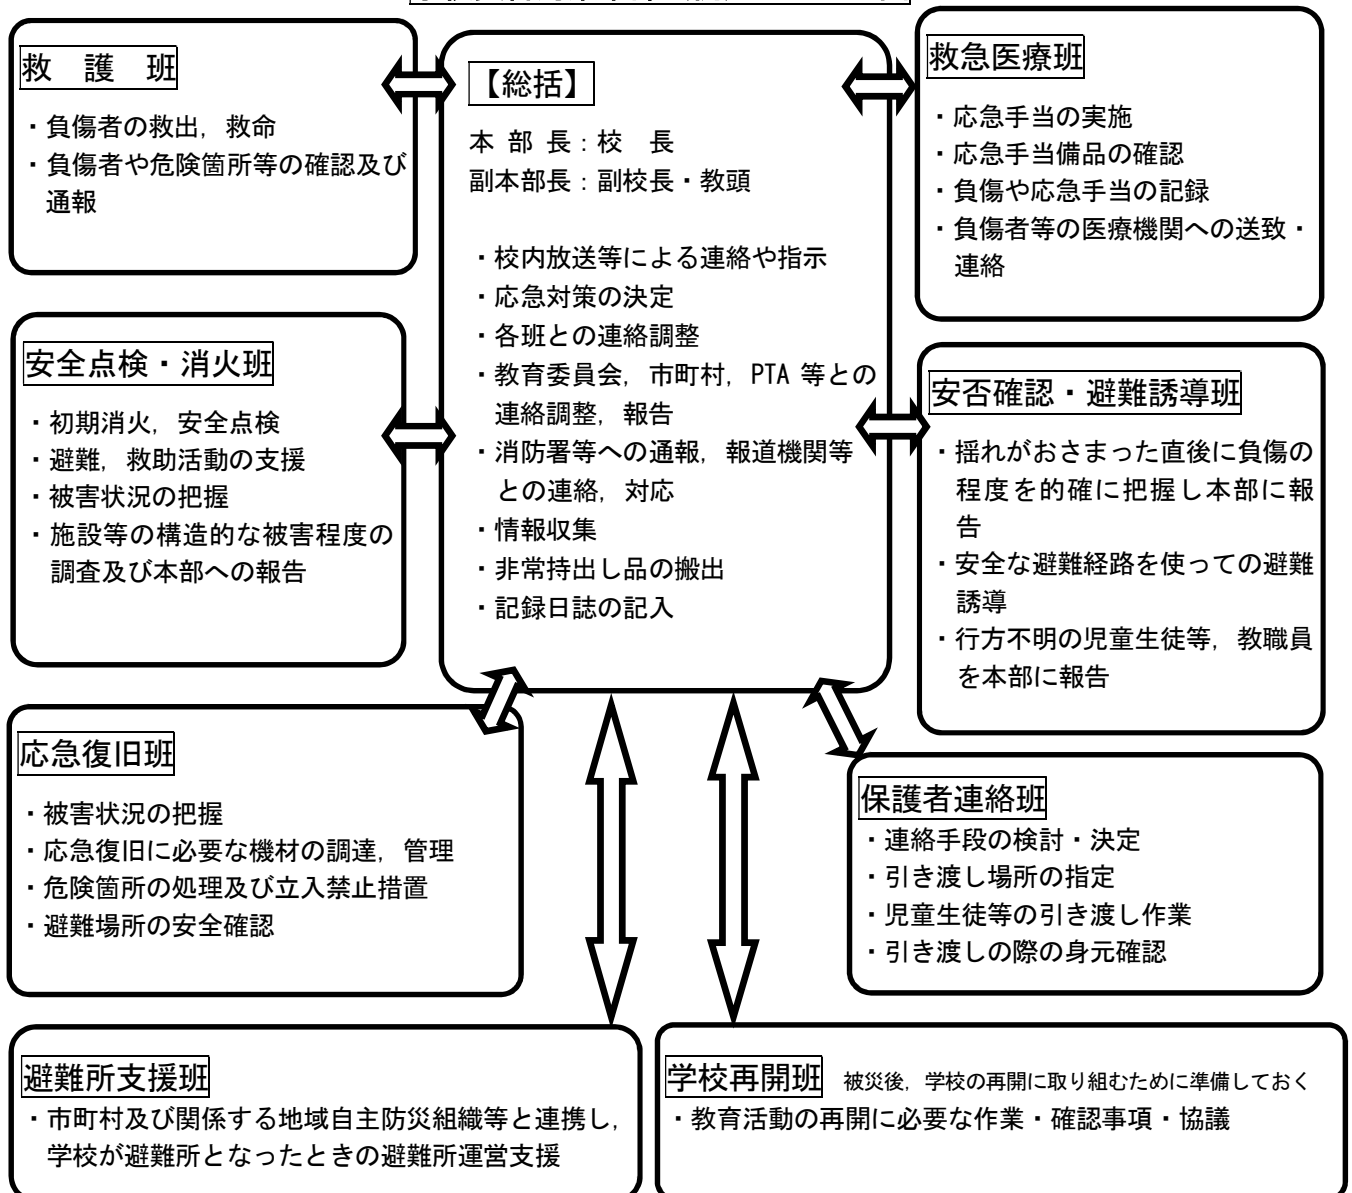 救　護　班
・負傷者の救出，救命
・負傷者や危険箇所等の確認及び
通報
【総括】
本 部 長：校　長
副本部長：副校長・教頭
・校内放送等による連絡や指示
・応急対策の決定
・各班との連絡調整
・教育委員会，市町村，PTA 等との
連絡調整，報告
・消防署等への通報，報道機関等
との連絡，対応
・情報収集
・非常持出し品の搬出
・記録日誌の記入
救急医療班
・応急手当の実施
・応急手当備品の確認
・負傷や応急手当の記録
・負傷者等の医療機関への送致・
連絡
安全点検・消火班
・初期消火，安全点検
・避難，救助活動の支援
・被害状況の把握
・施設等の構造的な被害程度の
調査及び本部への報告
安否確認・避難誘導班
・揺れがおさまった直後に負傷の
程度を的確に把握し本部に報
告
・安全な避難経路を使っての避難
誘導
・行方不明の児童生徒等，教職員
を本部に報告
応急復旧班
・被害状況の把握
・応急復旧に必要な機材の調達，管理
・危険箇所の処理及び立入禁止措置
・避難場所の安全確認
保護者連絡班
・連絡手段の検討・決定
・引き渡し場所の指定
・児童生徒等の引き渡し作業
・引き渡しの際の身元確認
避難所支援班
・市町村及び関係する地域自主防災組織等と連携し，
学校が避難所となったときの避難所運営支援
学校再開班　被災後，学校の再開に取り組むために準備しておく
・教育活動の再開に必要な作業・確認事項・協議